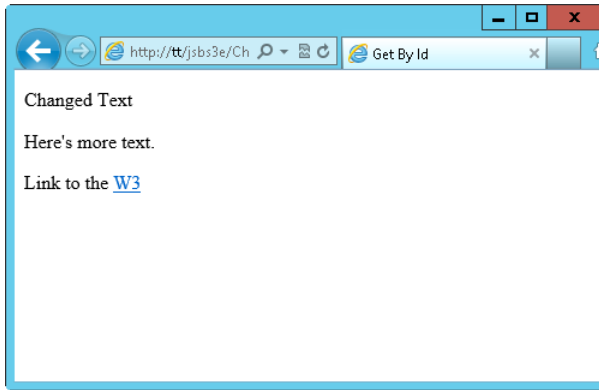 http://tt/jsbs3e/Ch
Get By Id
Changed Text
Here's more text.
Link to the W3